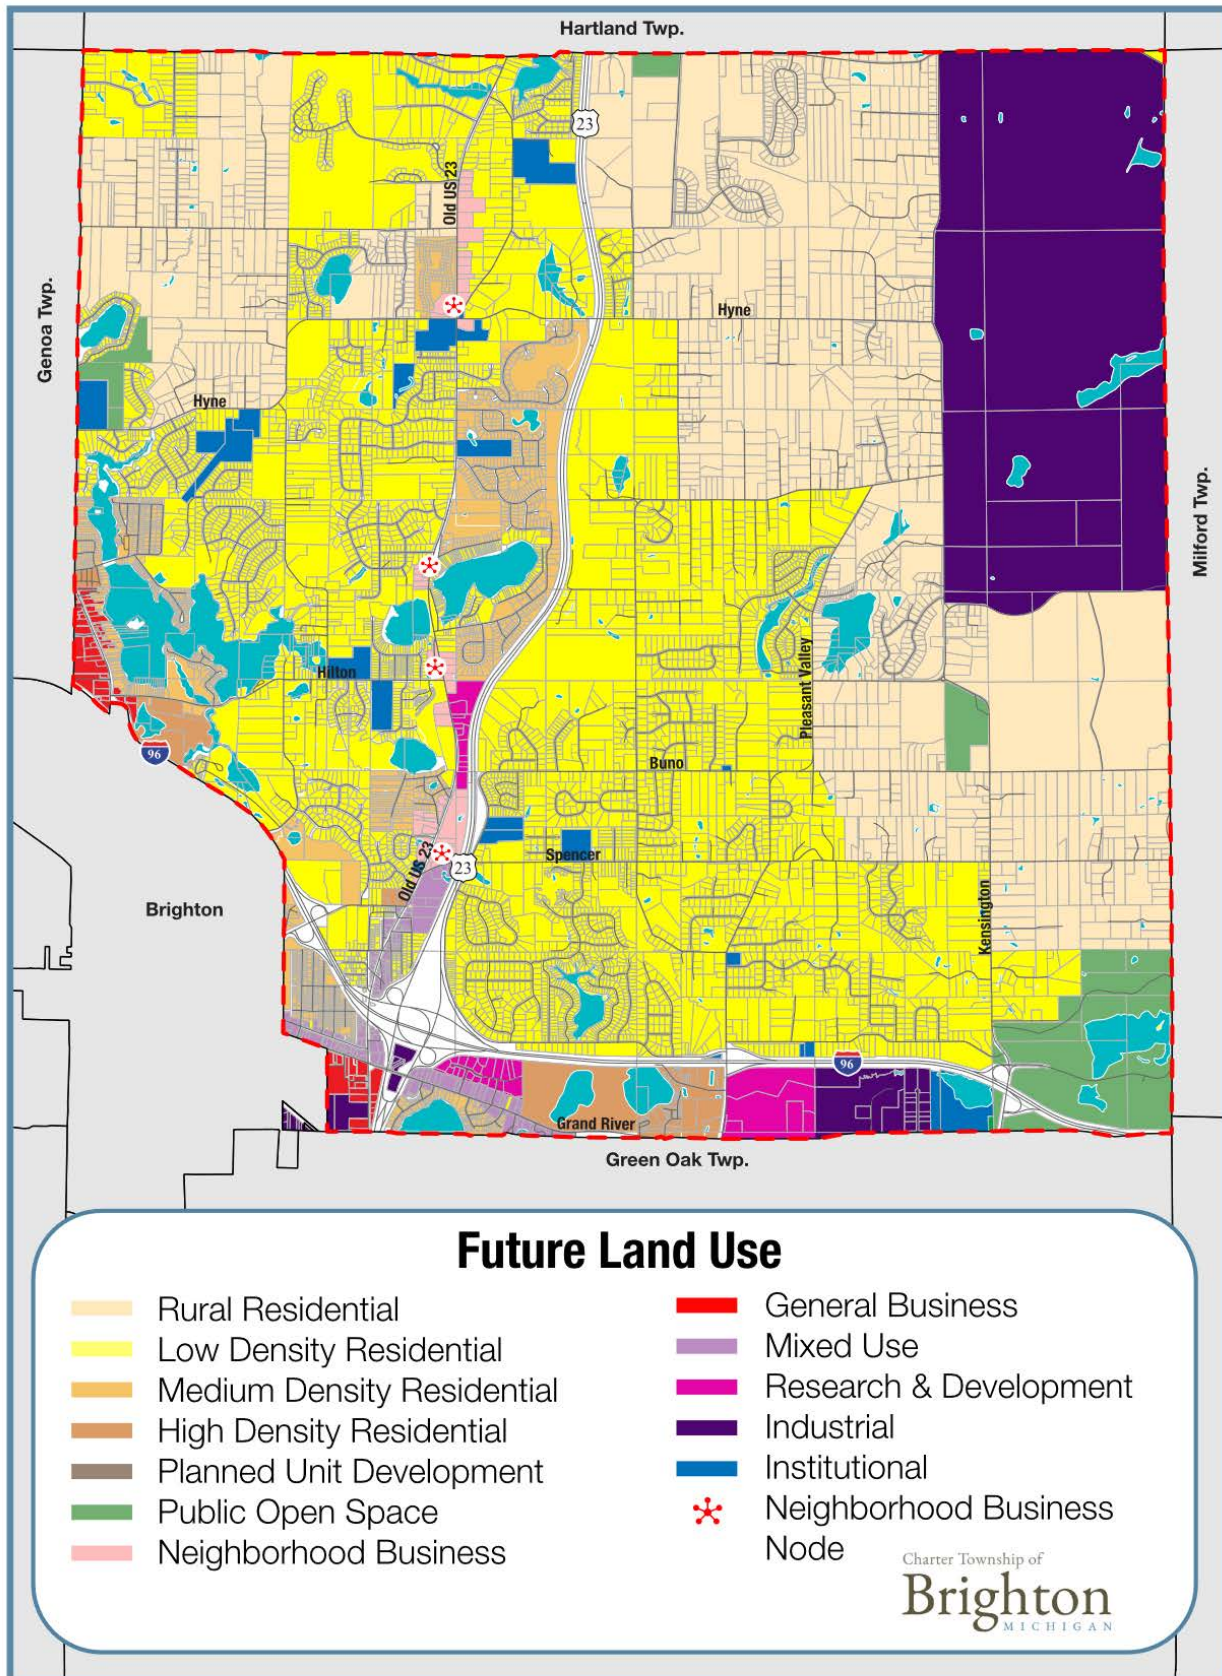 Hartland Twp.
23
Old US 23
Genoa Twp.
Hyne
Hyne
Milford Twp.
Hilton
Pleasant Valley
96
Buno
Old US 23
23
Spencer
Brighton
Kensington
96
Grand River
Green Oak Twp.
Future Land Use
Rural Residential
Low Density Residential
Medium Density Residential
High Density Residential
Planned Unit Development
Public Open Space
Neighborhood Business
General Business
Mixed Use
Research & Development
Industrial
Institutional
Neighborhood Business
Node
Charter Township of
Brighton
MICHIGAN